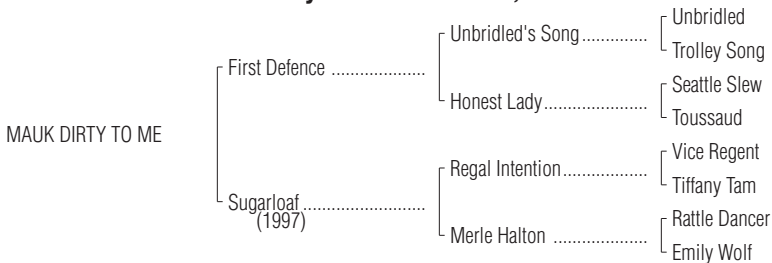 Unbridled
Unbridled's Song..............
Trolley Song
First Defence ....................
Seattle Slew
Honest Lady......................
Toussaud
MAUK DIRTY TO ME
Vice Regent
Regal Intention..................
Tiffany Tam
Sugarloaf ..........................
(1997)
Rattle Dancer
Merle Halton ....................
Emily Wolf